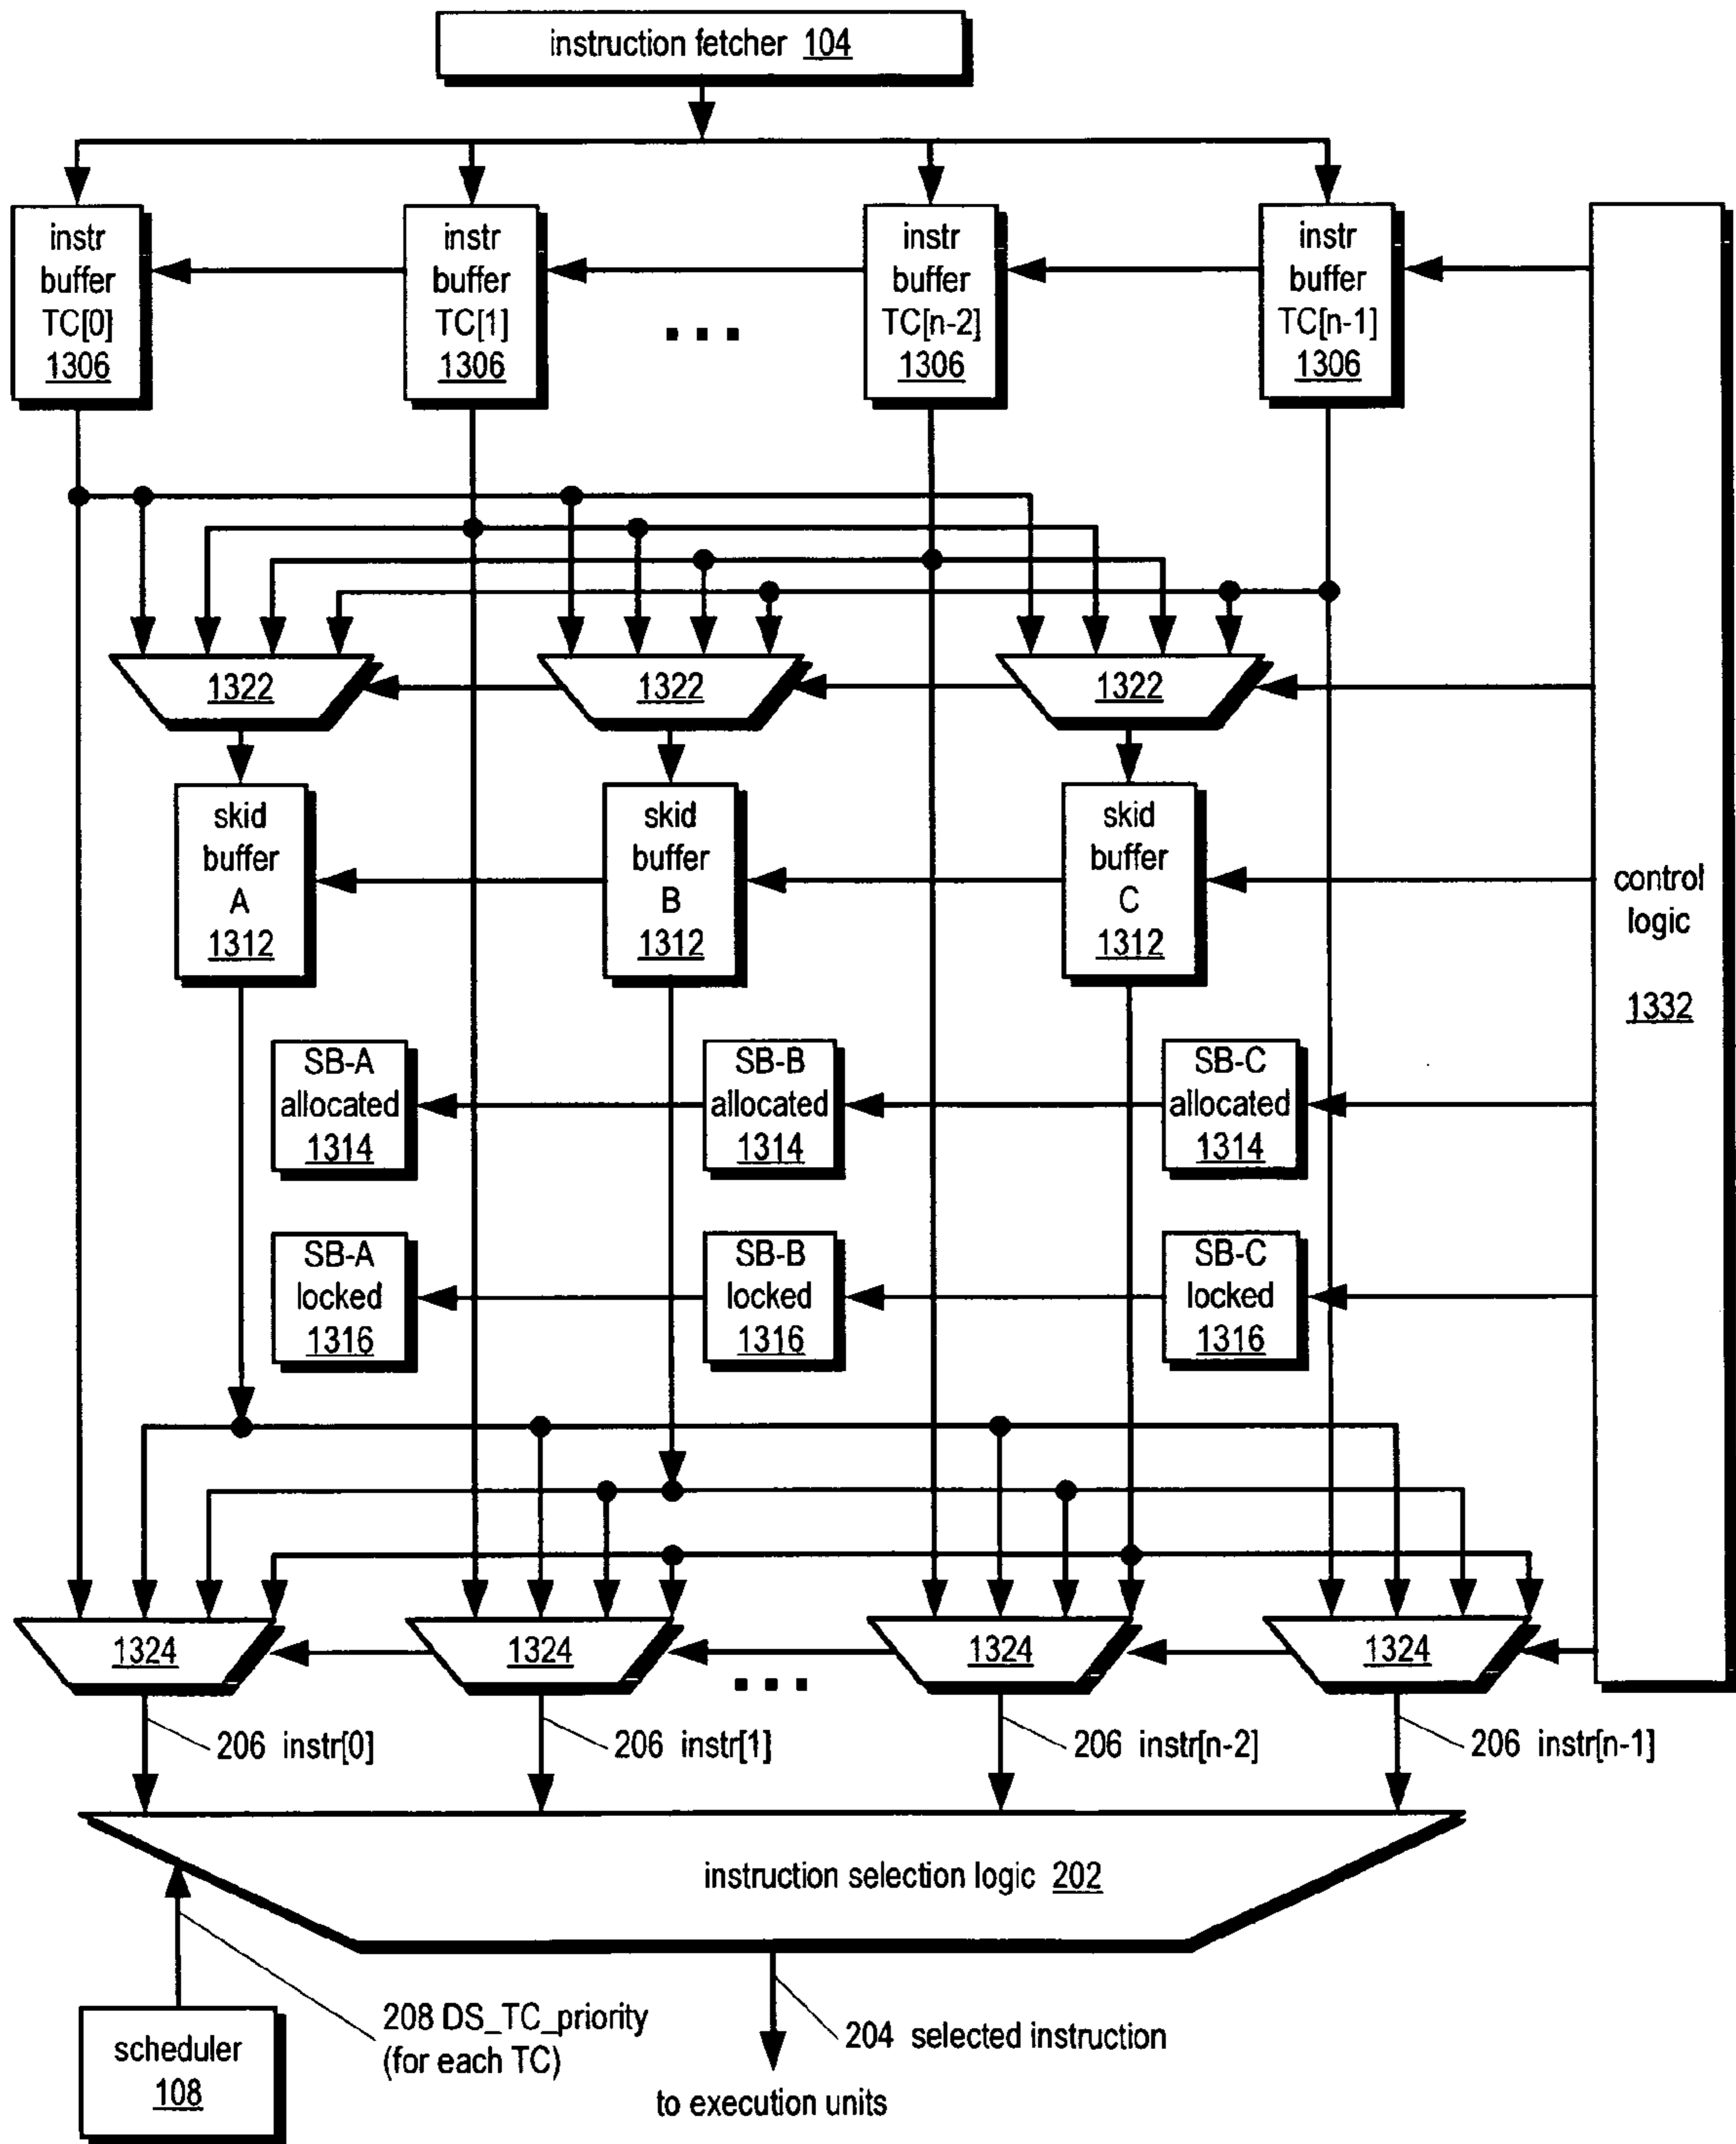 instruction fetcher 104
instr
buffer
TC[0]
1306
instr
buffer
TC[1]
1306
...
instr
buffer
TC[n-2]
1306
instr
buffer
TC[n-1]
1306
1322
1322
1322
skid
buffer
A
1312
skid
buffer
B
1312
skid
buffer
C
1312
control
logic
1332
SB-A
allocated
1314
SB-B
allocated
1314
SB-C
allocated
1314
SB-A
locked
1316
SB-B
locked
1316
SB-C
locked
1316
1324
1324
...
1324
1324
206 instr[0]
206 instr[1]
206 instr[n-2]
206 instr[n-1]
instruction selection logic 202
scheduler
108
208 DS_TC_priority
(for each TC)
204 selected instruction
to execution units